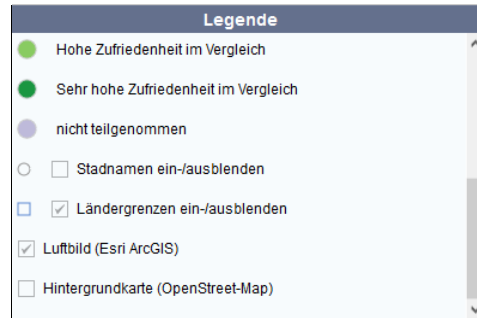 Legende
Hohe Zufriedenheit im Vergleich
Sehr hohe Zufriedenheit im Vergleich
nicht teilgenommen
Stadnamen ein-/ausblenden
Ländergrenzen ein-/ausblenden
Luftbild (Esri ArcGIS)
Hintergrundkarte (OpenStreet-Map)